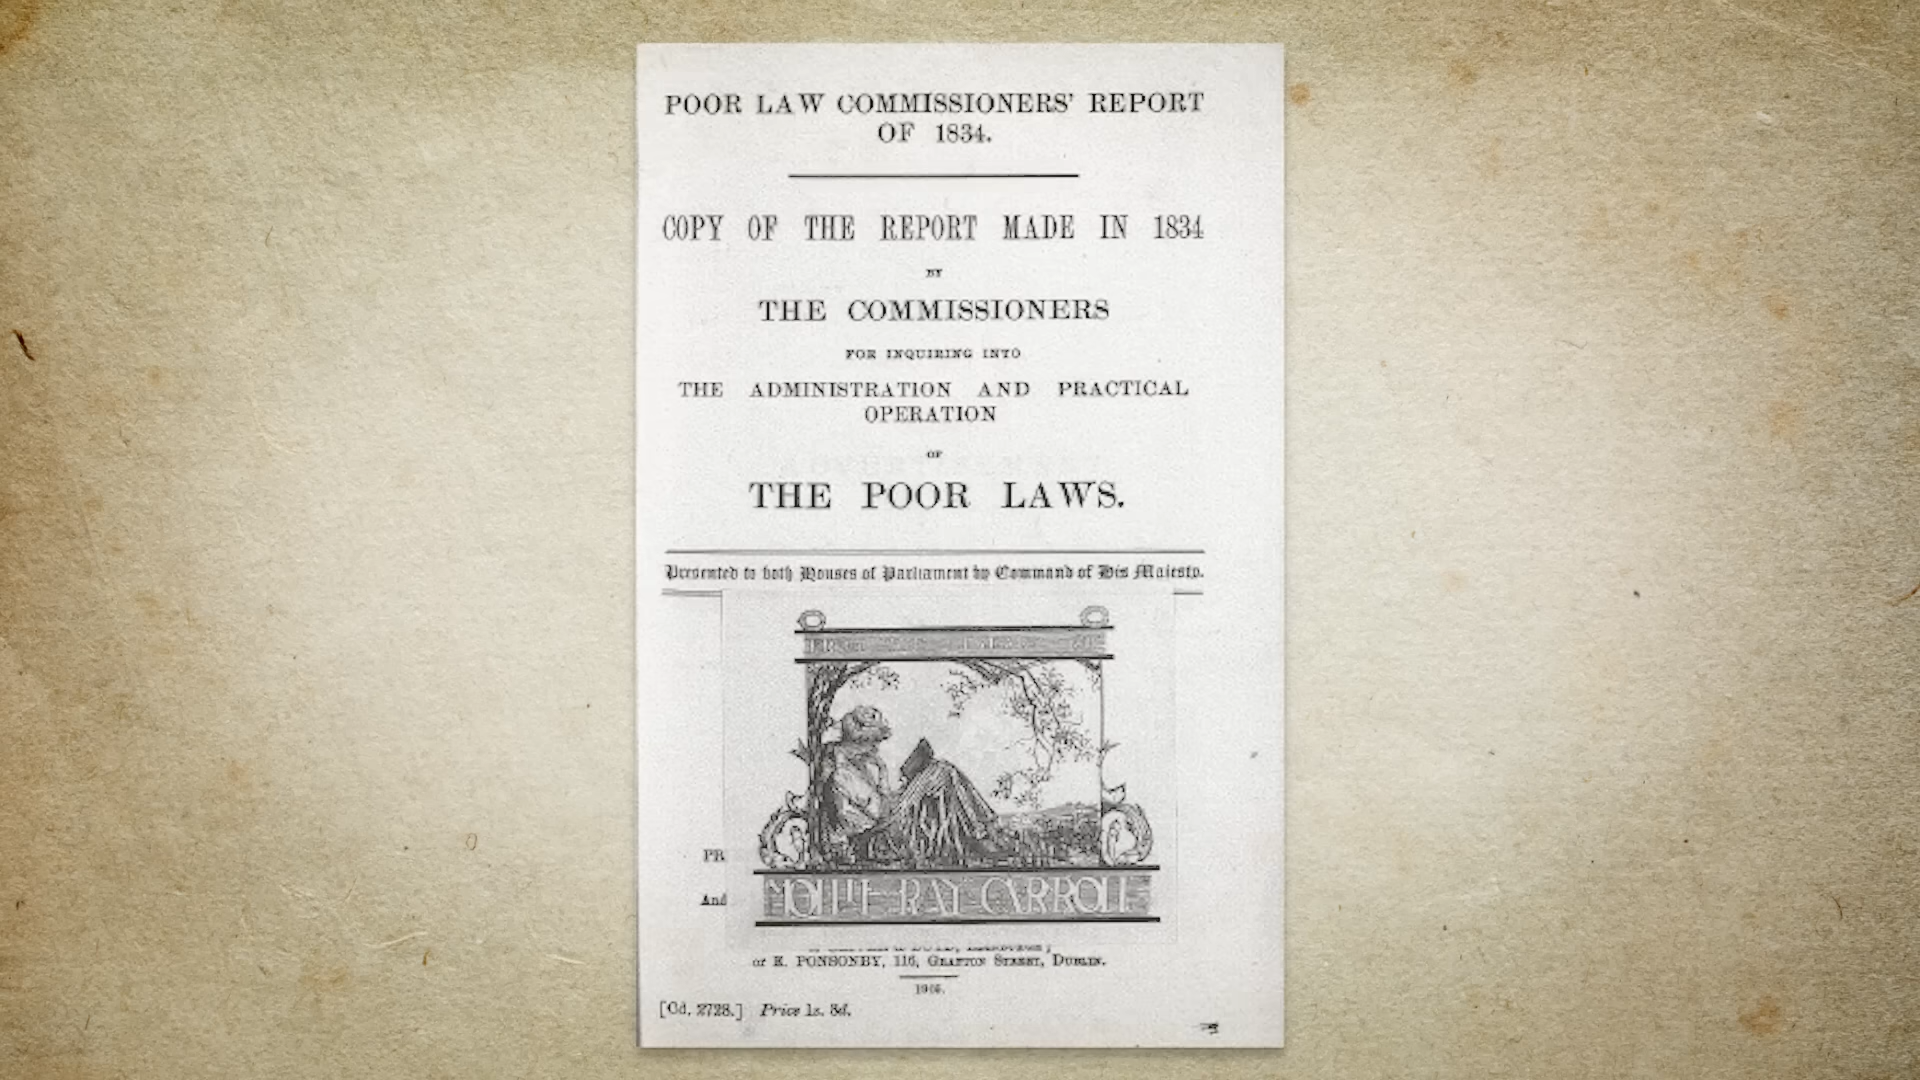 POOR LAW COMMISSIONERS' REPORT
OF 1834.
COPY OF THE REPORT MADE IN 1834
BY
THE COMMISSIONERS
FOR INQUIRING INTO
THE ADMINISTRATION AND PRACTICAL
OPERATION
OF
THE POOR LAWS.
Presented to both Houses of Parliament by Command of His Majesty.
PR
And
RAY CARROLL
or E. PONSONBY, 116, GRAFTON STREET, DUBLIN.
[Cd. 2728.] Price 1s. 8d.